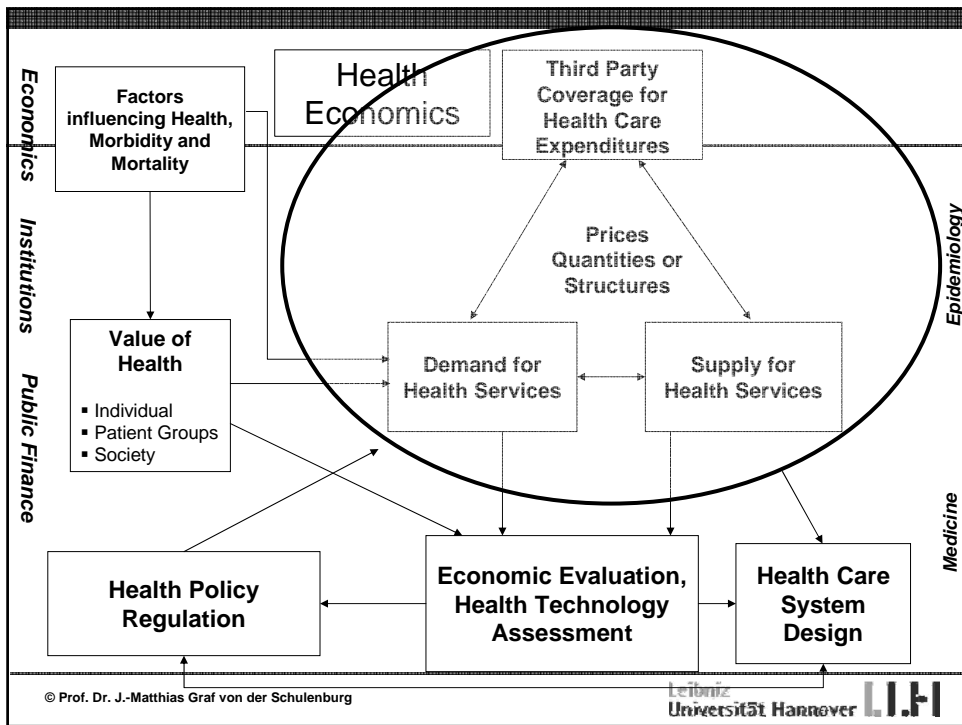 Health
Economics
Third Party
Coverage for
Health Care
Expenditures
Economics
Factors
influencing Health,
Morbidity and
Mortality
Institutions
Prices
Quantities or
Structures
Epidemiology
Value of
Health
▪ Individual
▪ Patient Groups
▪ Society
Demand for
Health Services
Supply for
Health Services
Public Finance
Medicine
Health Policy
Regulation
Economic Evaluation,
Health Technology
Assessment
Health Care
System
Design
© Prof. Dr. J.-Matthias Graf von der Schulenburg
Leibniz
Universität Hannover